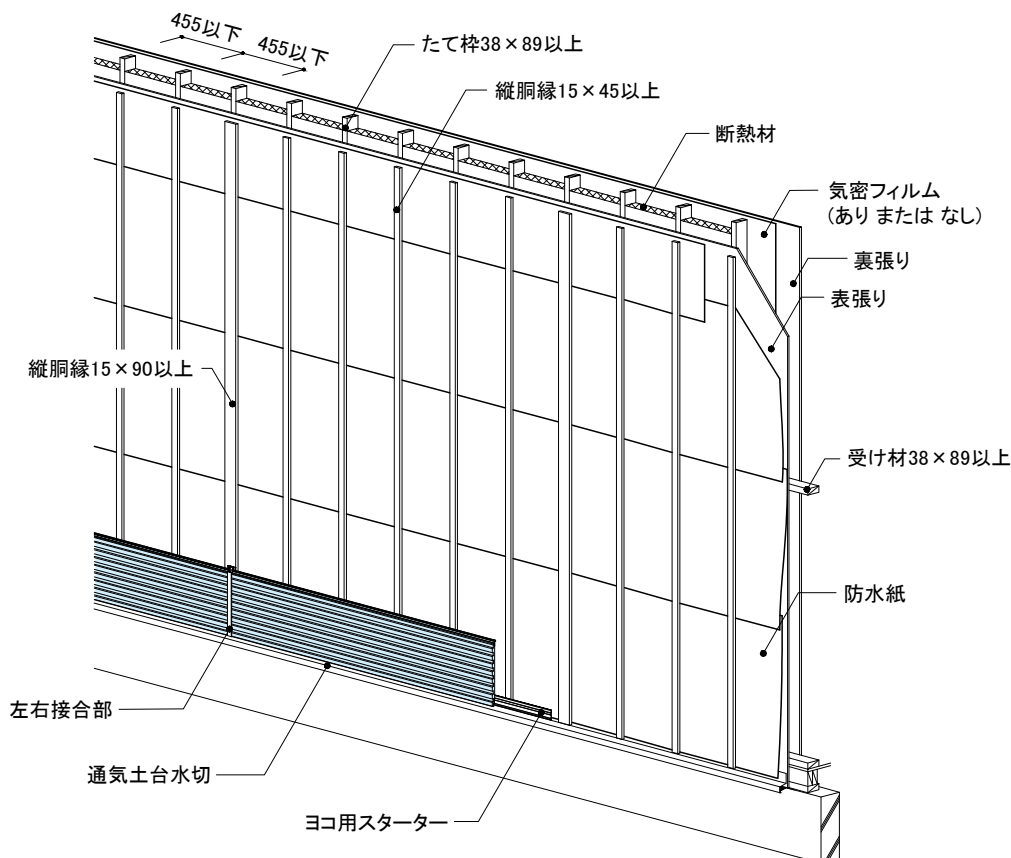 455以下
455以下
たて枠38×89以上
縦胴縁15×45以上
断熱材
気密フィルム
(あり または なし)
裏張り
表張り
縦胴縁15×90以上
受け材38×89以上
防水紙
左右接合部
通気土台水切
ヨコ用スターター